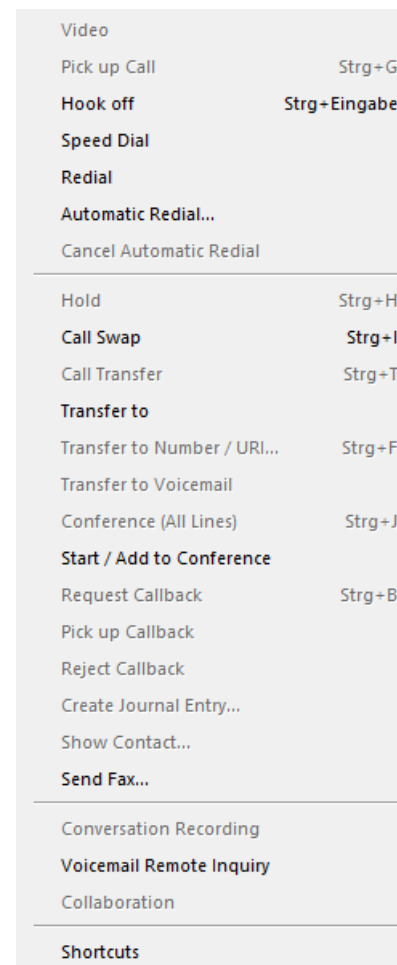 Video
Pick up Call Strg+G
Hook off Strg+Eingabe
Speed Dial
Redial
Automatic Redial...
Cancel Automatic Redial
Hold Strg+H
Call Swap Strg+I
Call Transfer Strg+T
Transfer to
Transfer to Number / URI... Strg+F
Transfer to Voicemail
Conference (All Lines) Strg+J
Start / Add to Conference
Request Callback Strg+B
Pick up Callback
Reject Callback
Create Journal Entry...
Show Contact...
Send Fax...
Conversation Recording
Voicemail Remote Inquiry
Collaboration
Shortcuts